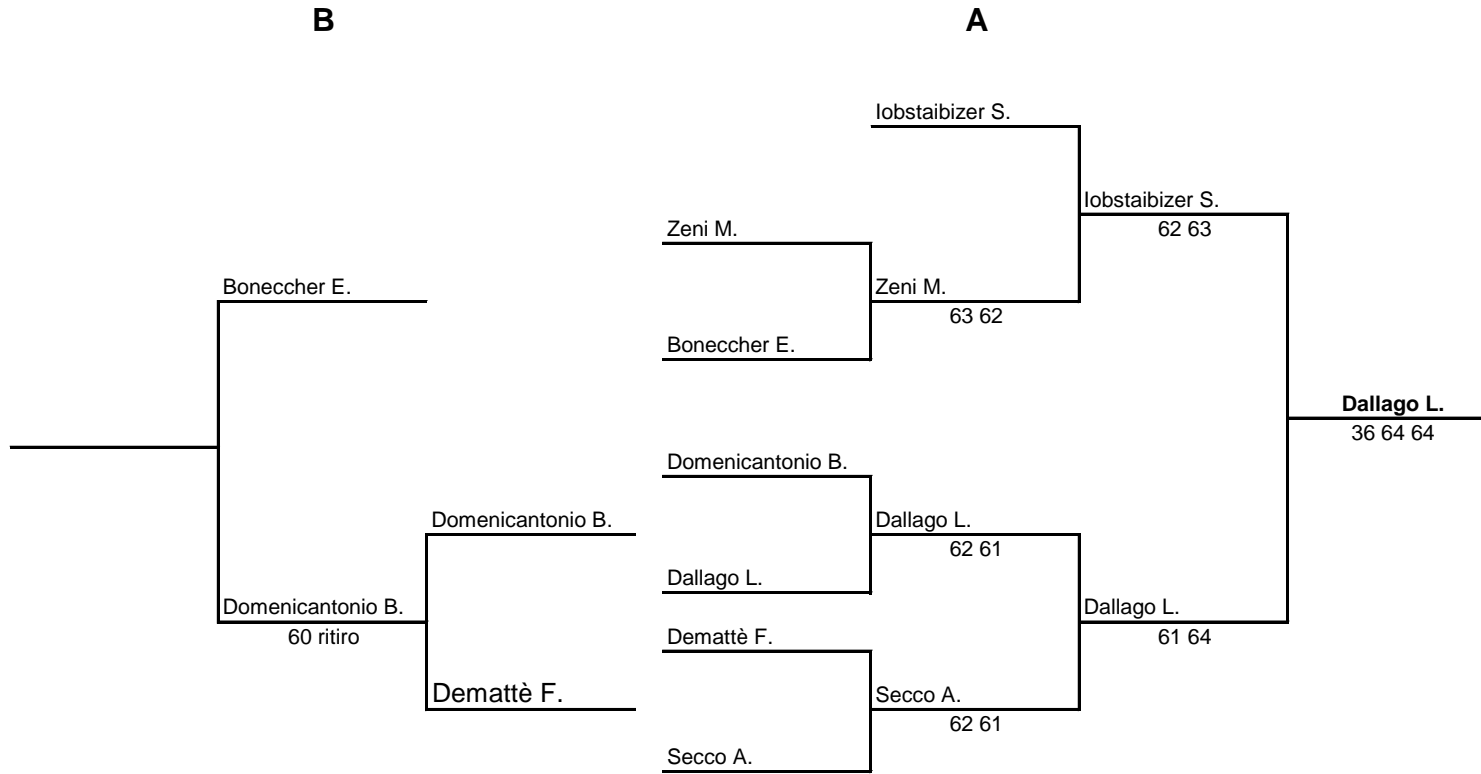 B
A
Iobstaibizer S.
Iobstaibizer S.
62 63
Zeni M.
Boneccher E.
Zeni M.
63 62
Boneccher E.
Dallago L.
36 64 64
Domenicantonio B.
Domenicantonio B.
Dallago L.
62 61
Dallago L.
Domenicantonio B.
60 ritiro
Dallago L.
61 64
Demattè F.
Demattè F.
Secco A.
62 61
Secco A.